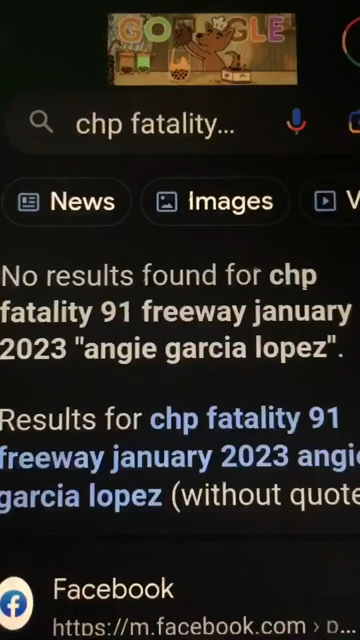 GOOGLE
chp fatality...
News
Images
V
No results found for chp
fatality 91 freeway january
2023 "angie garcia lopez".
Results for chp fatality 91
freeway january 2023 angi
garcia lopez (without quote
Facebook
https://m.facebook.com › p...